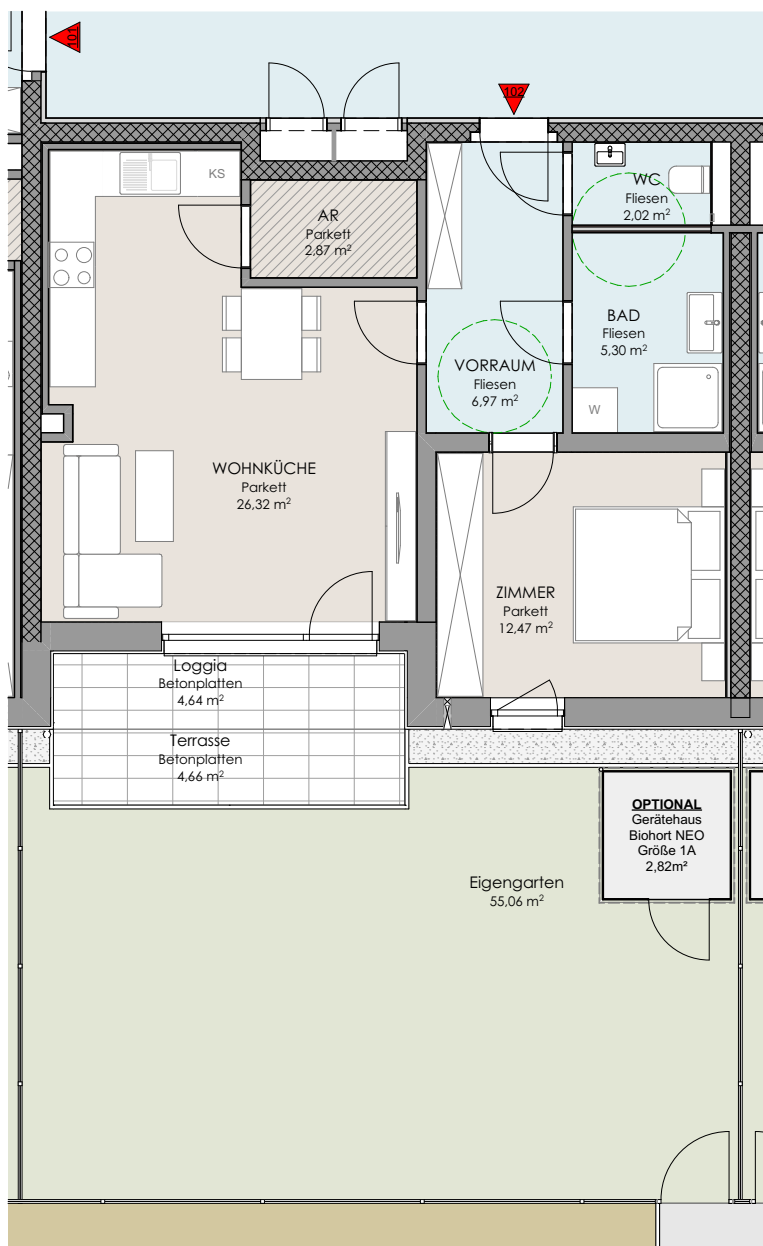 101
102
KS
AR
Parkett
2,87 m²
WC
Fliesen
2,02 m²
BAD
Fliesen
5,30 m²
VORRAUM
Fliesen
6,97 m²
W
WOHNKÜCHE
Parkett
26,32 m²
ZIMMER
Parkett
12,47 m²
Loggia
Betonplatten
4,64 m²
Terrasse
Betonplatten
4,66 m²
OPTIONAL
Gerätehaus
Biohort NEO
Größe 1A
2,82m²
Eigengarten
55,06 m²